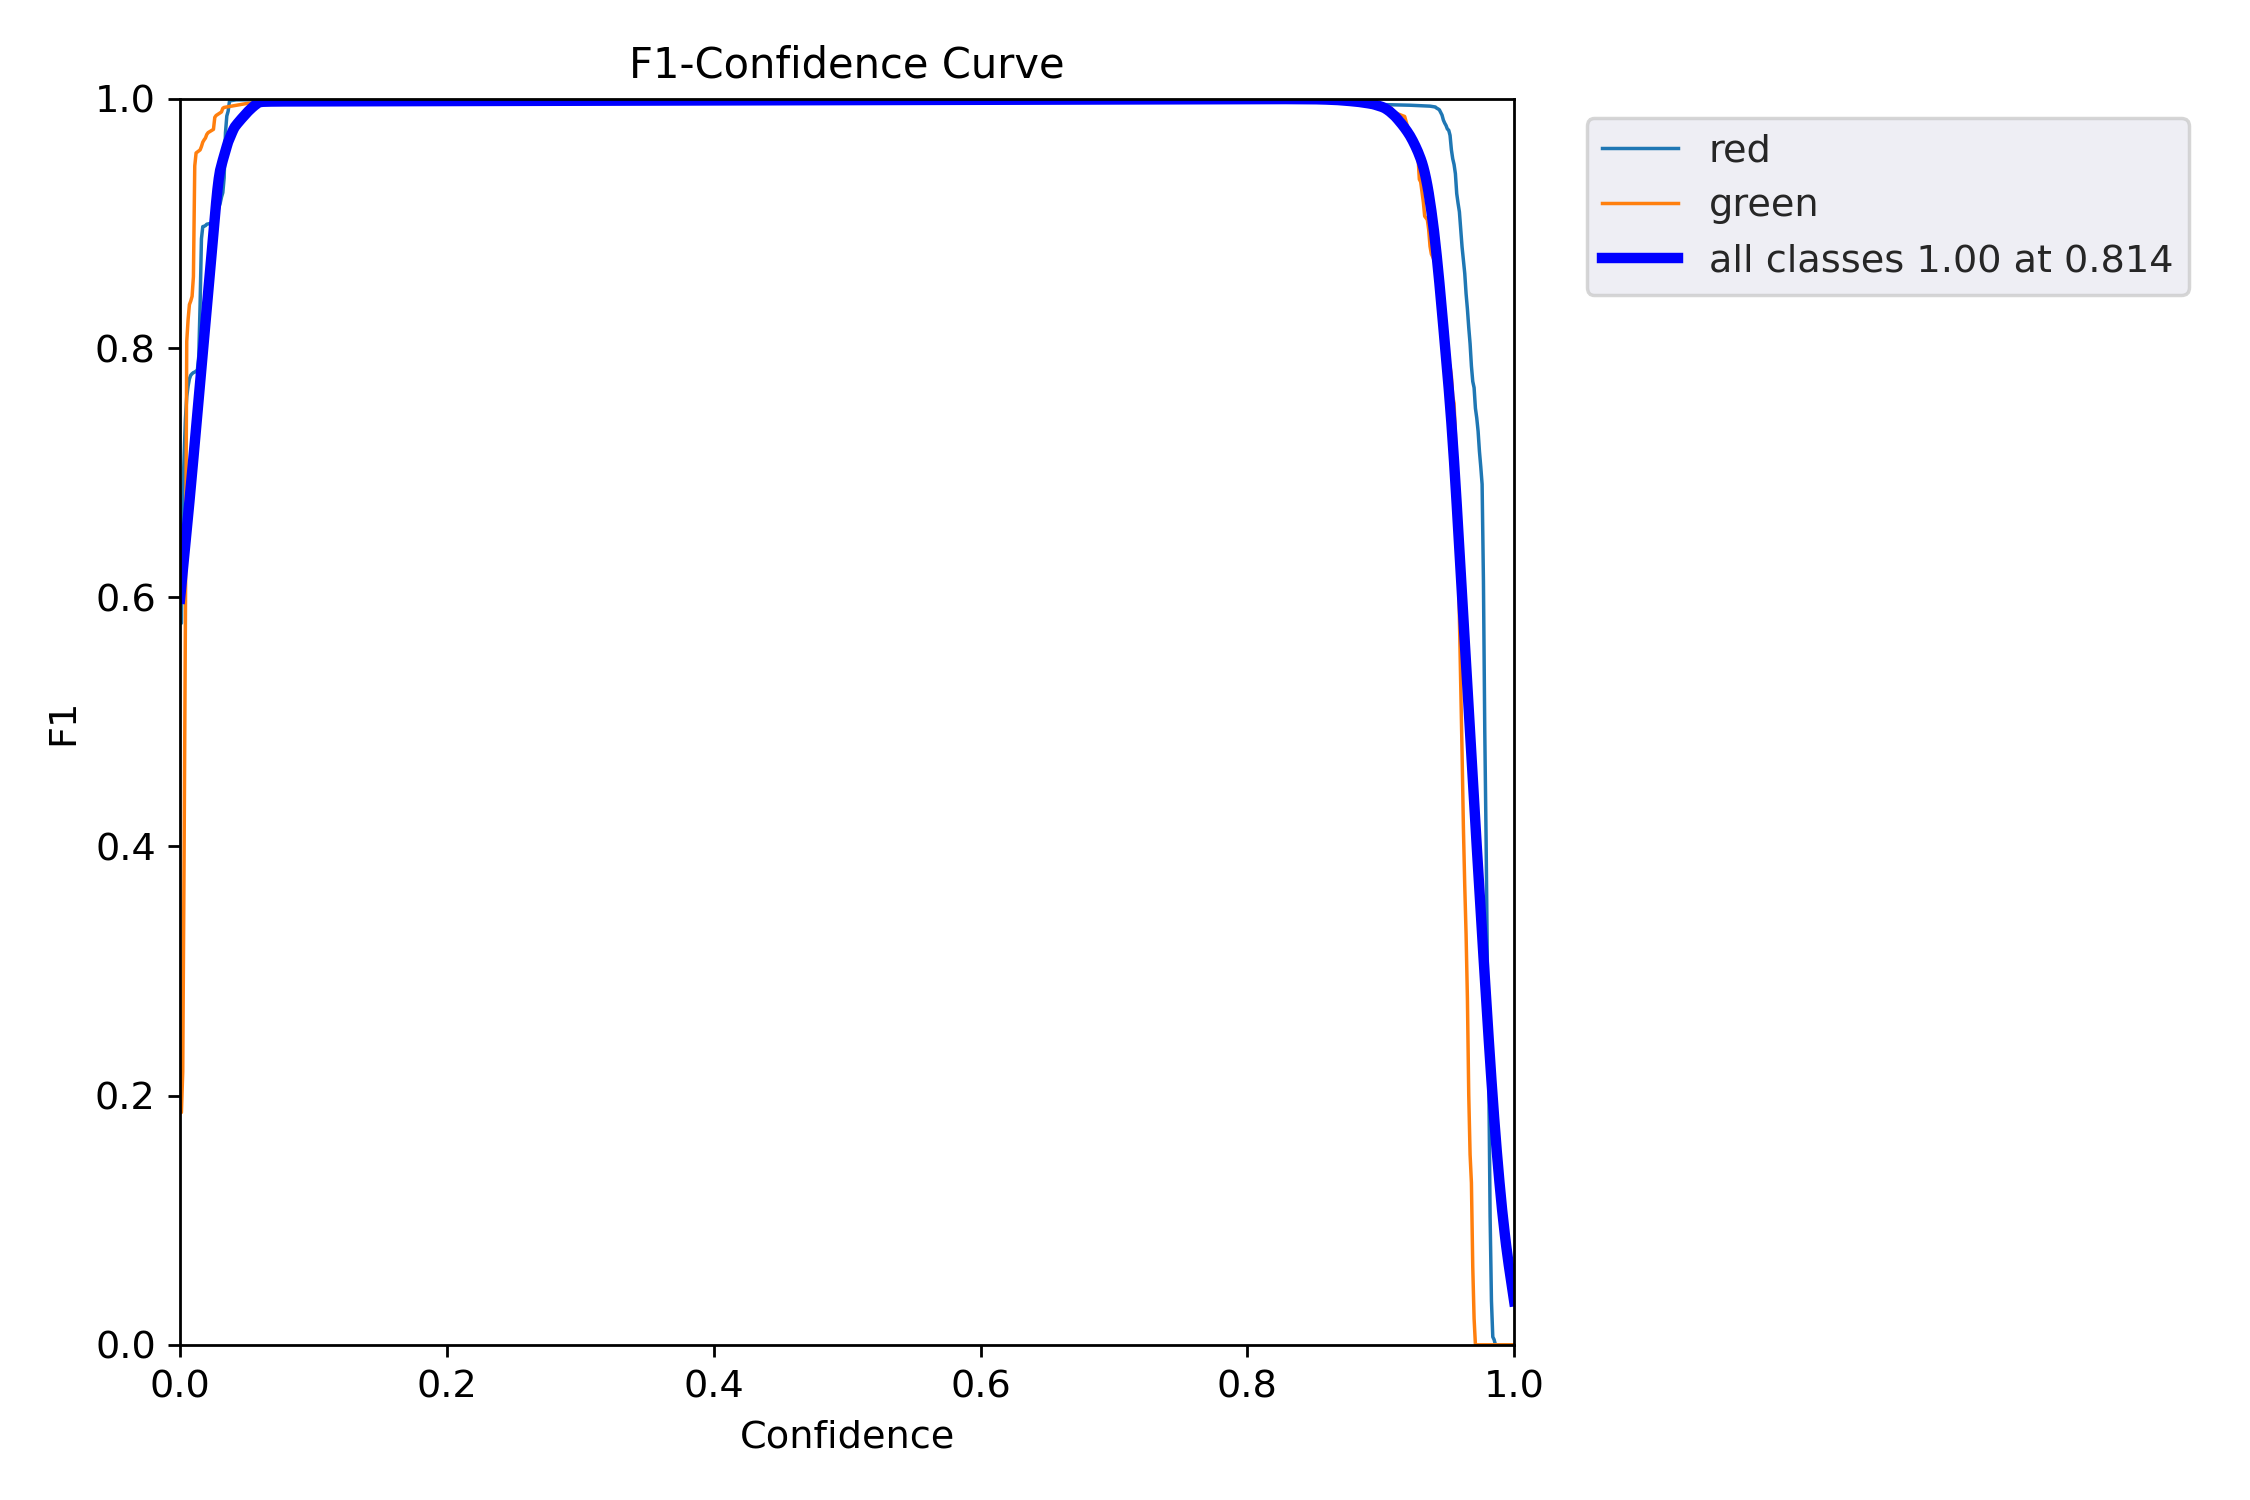 F1-Confidence Curve
red
green
all classes 1.00 at 0.814
F1
1.0
0.8
0.6
0.4
0.2
0.0
0.0 0.2 0.4 0.6 0.8 1.0
Confidence